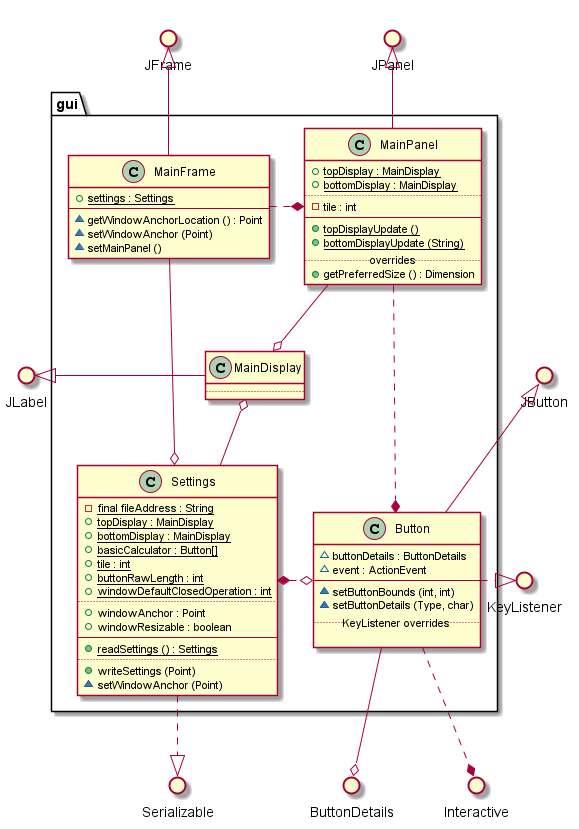 JFrame
JPanel
gui
C MainFrame
settings : Settings
getWindowAnchorLocation () : Point
setWindowAnchor (Point)
setMainPanel ()
C MainPanel
topDisplay : MainDisplay
bottomDisplay : MainDisplay
tile : int
topDisplayUpdate ()
bottomDisplayUpdate (String)
overrides
getPreferredSize () : Dimension
C MainDisplay
JLabel
JButton
C Settings
final fileAddress : String
topDisplay : MainDisplay
bottomDisplay : MainDisplay
basicCalculator : Button[]
tile : int
buttonRawLength : int
windowDefaultClosedOperation : int
windowAnchor : Point
windowResizable : boolean
readSettings () : Settings
writeSettings (Point)
setWindowAnchor (Point)
C Button
buttonDetails : ButtonDetails
event : ActionEvent
setButtonBounds (int, int)
setButtonDetails (Type, char)
KeyListener overrides
KeyListener
Serializable
ButtonDetails
Interactive